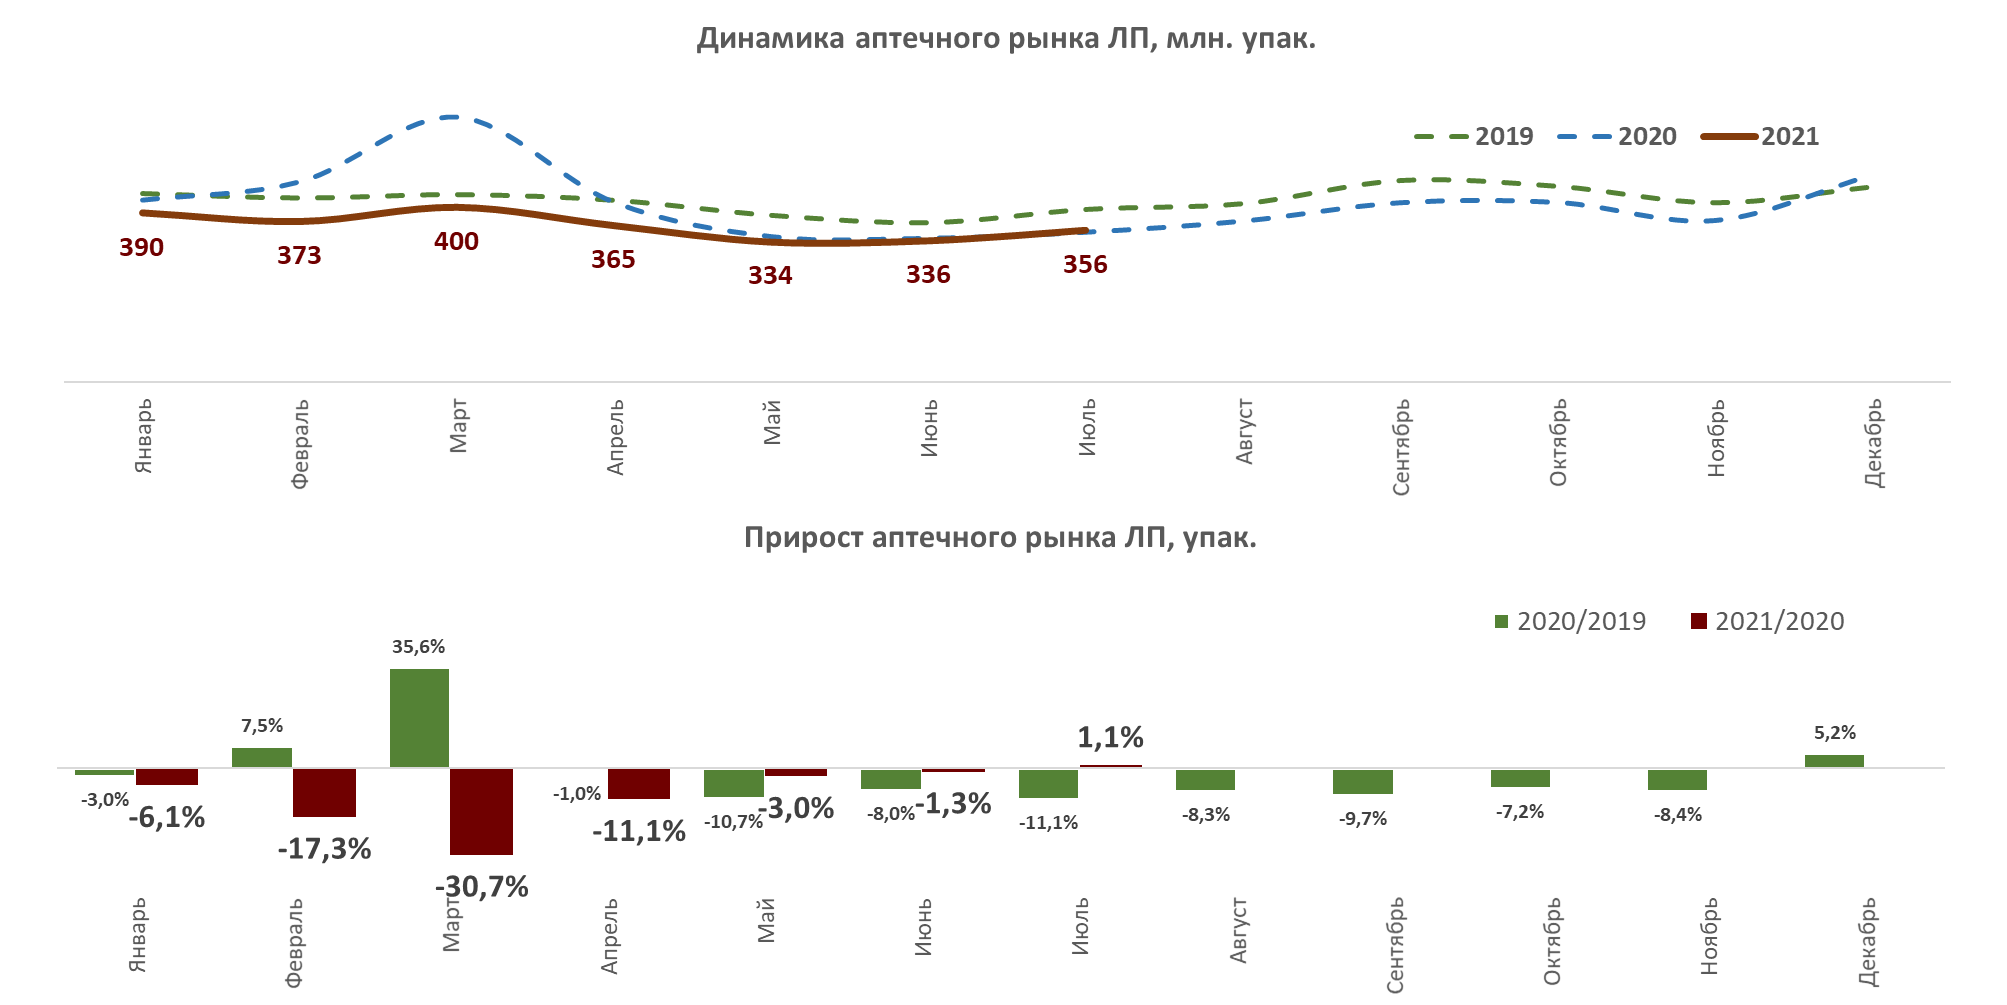 Динамика аптечного рынка ЛП, млн. упак.
2019 2020 2021
390 373 400 365 334 336 356
Январь Февраль Март Апрель Май Июнь Июль Август Сентябрь Октябрь Ноябрь Декабрь
Прирост аптечного рынка ЛП, упак.
2020/2019 2021/2020
35,6%
7,5% 1,1% 5,2%
-3,0% -6,1% -17,3% -30,7% -1,0% -11,1% -10,7% -3,0% -8,0% -1,3% -11,1% -8,3% -9,7% -7,2% -8,4%
Январь Февраль Март Апрель Май Июнь Июль Август Сентябрь Октябрь Ноябрь Декабрь